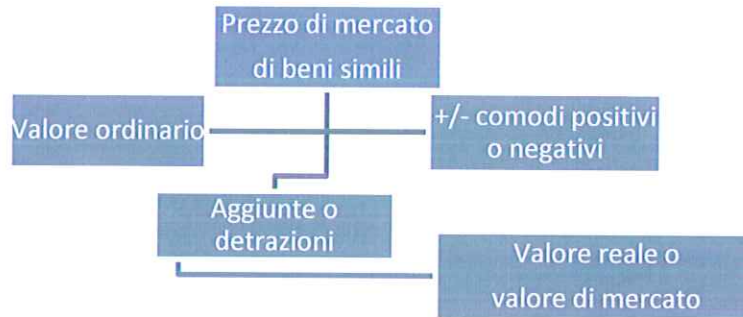 Prezzo di mercato
di beni simili
Valore ordinario
+/- comodi positivi
o negativi
Aggiunte o
detrazioni
Valore reale o
valore di mercato